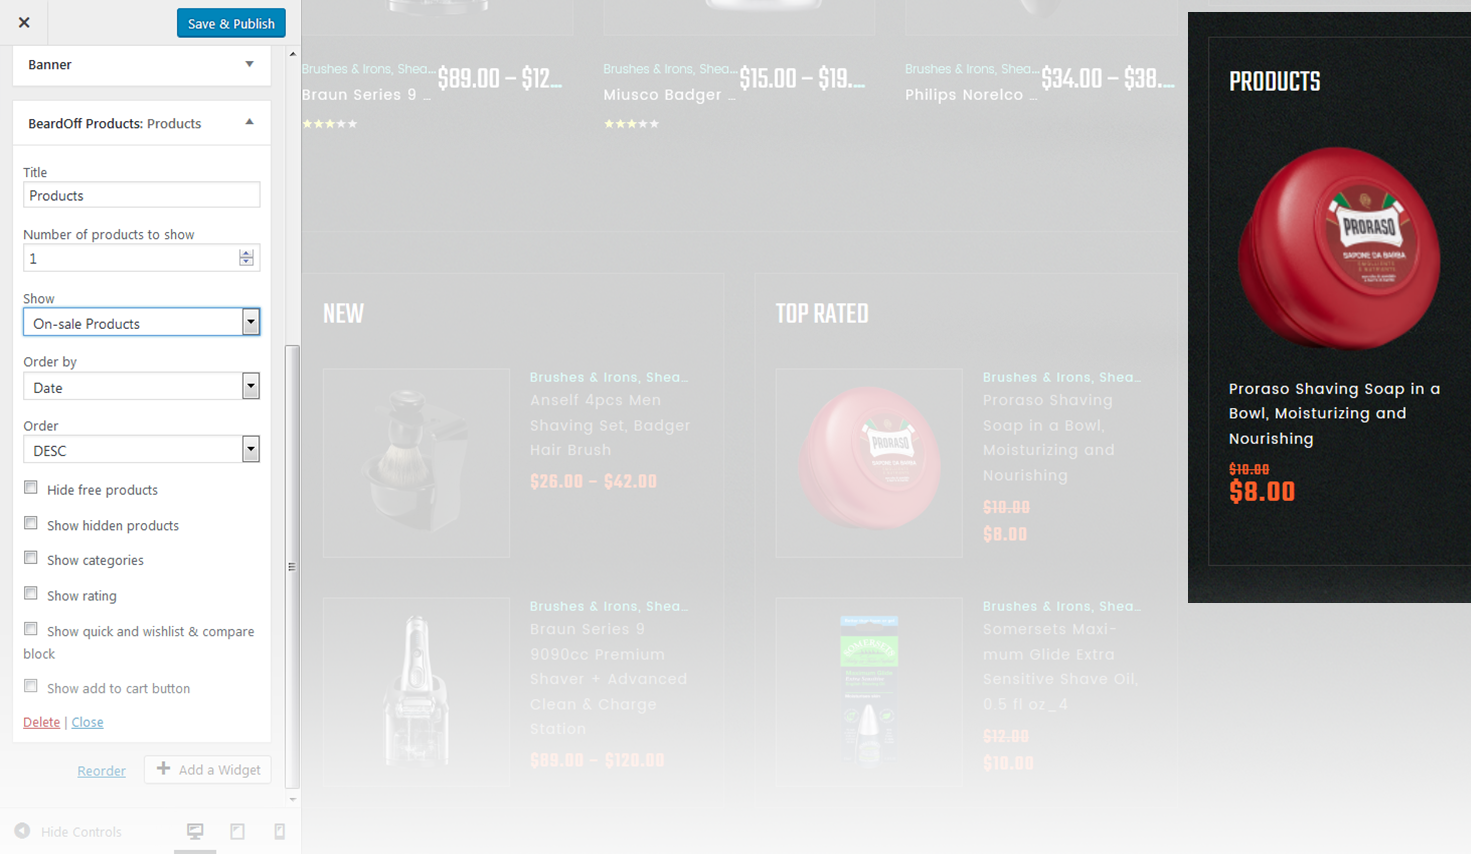 Save & Publish
Banner
BeardOff Products: Products
Title
Products
Number of products to show
1
Show
On-sale Products
Order by
Date
Order
DESC
Hide free products
Show hidden products
Show categories
Show rating
Show quick and wishlist & compare
block
Show add to cart button
Delete | Close
Reorder
Add a Widget
Hide Controls
Brushes & Irons, Shea...
$89.00 – $12...
Braun Series 9 ...
Brushes & Irons, Shea...
$15.00 – $19....
Miusco Badger ...
Brushes & Irons, Shea...
$34.00 – $38....
Philips Norelco ...
NEW
Brushes & Irons, Shea...
Anself 4pcs Men
Shaving Set, Badger
Hair Brush
$26.00 – $42.00
Brushes & Irons, Shea...
Braun Series 9
9090cc Premium
Shaver + Advanced
Clean & Charge
Station
$89.00 – $120.00
TOP RATED
PRORASO
SAPONE DA BARBA
Brushes & Irons, Shea...
Proraso Shaving
Soap in a Bowl,
Moisturizing and
Nourishing
$10.00
$8.00
SOMERSETS
Brushes & Irons, Shea...
Somersets Maxi-
mum Glide Extra
Sensitive Shave Oil,
0.5 fl oz_4
$12.00
$10.00
PRODUCTS
PRORASO
SAPONE DA BARBA
Proraso Shaving Soap in a
Bowl, Moisturizing and
Nourishing
$10.00
$8.00